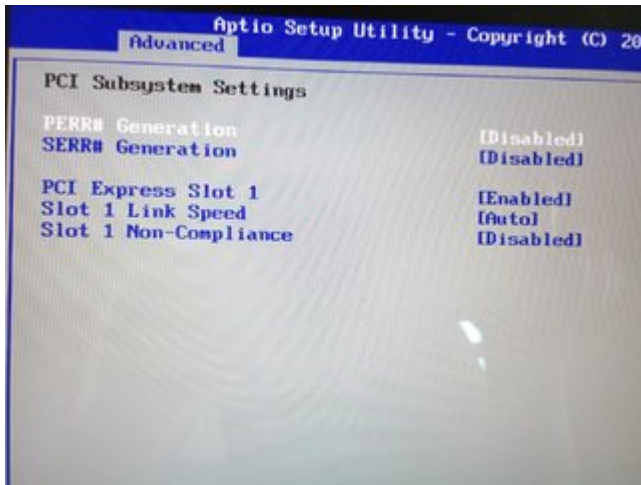 Aptio Setup Utility - Copyright (C) 20
Advanced
PCI Subsystem Settings
PERR# Generation [Disabled]
SERR# Generation [Disabled]
PCI Express Slot 1 [Enabled]
Slot 1 Link Speed [Auto]
Slot 1 Non-Compliance [Disabled]